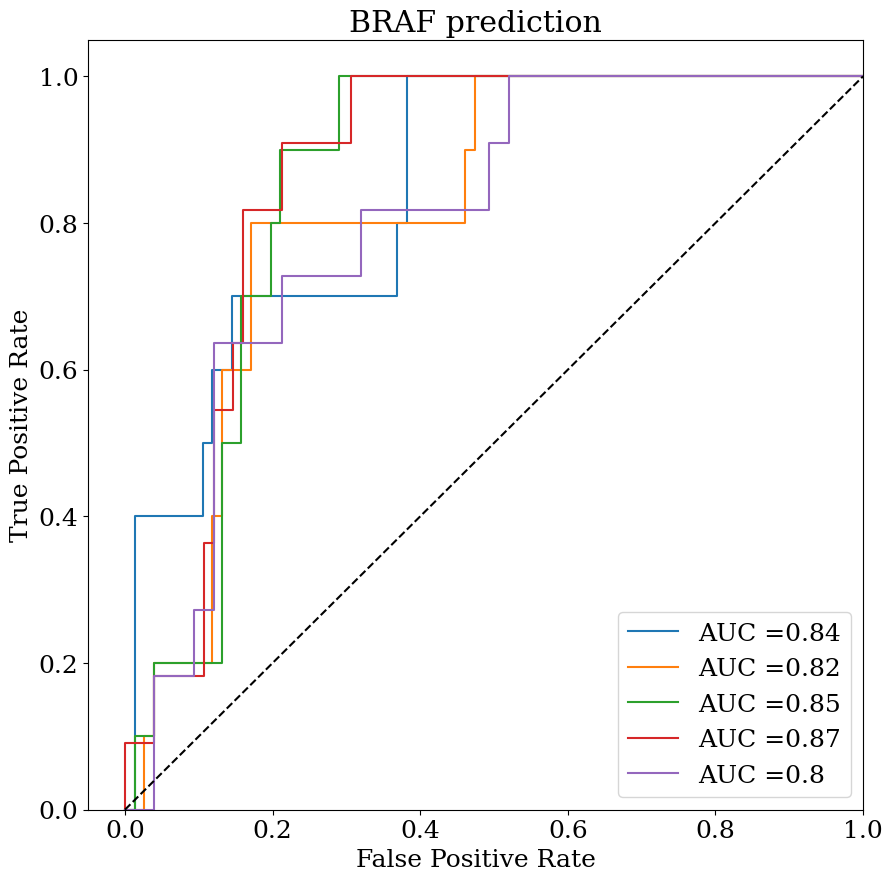 BRAF prediction
True Positive Rate
1.0
0.8
0.6
0.4
0.2
0.0
0.0 0.2 0.4 0.6 0.8 1.0
False Positive Rate
AUC =0.84
AUC =0.82
AUC =0.85
AUC =0.87
AUC =0.8